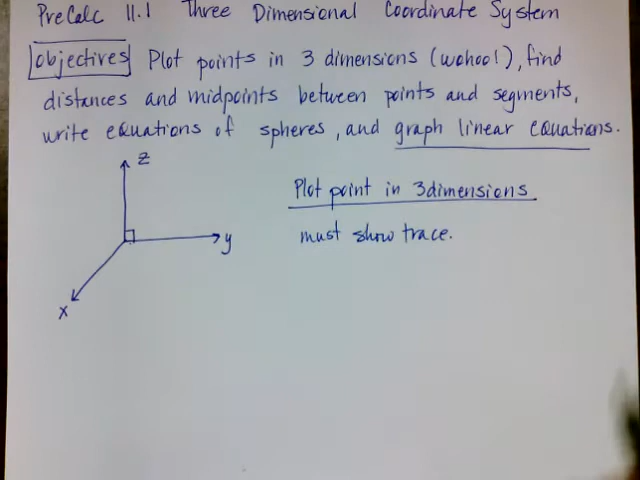 PreCalc 11.1 Three Dimensional Coordinate System
objectives Plot points in 3 dimensions (wohoo!), find
distances and midpoints between points and segments,
write equations of spheres, and graph linear equations.
z
Plot point in 3dimensions
must show trace.
y
x